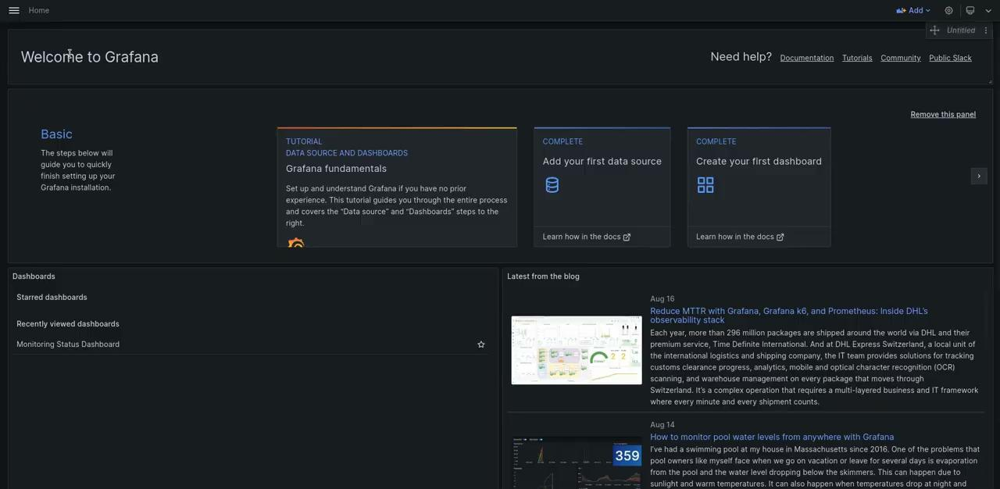 Home
Add
Untitled
Welcome to Grafana
Need help?
Documentation
Tutorials
Community
Public Slack
Remove this panel
Basic
The steps below will
guide you to quickly
finish setting up your
Grafana installation.
TUTORIAL
DATA SOURCE AND DASHBOARDS
Grafana fundamentals
Set up and understand Grafana if you have no prior
experience. This tutorial guides you through the entire process
and covers the “Data source” and “Dashboards” steps to the
right.
COMPLETE
Add your first data source
Learn how in the docs
COMPLETE
Create your first dashboard
Learn how in the docs
Dashboards
Starred dashboards
Recently viewed dashboards
Monitoring Status Dashboard
Latest from the blog
Aug 16
Reduce MTTR with Grafana, Grafana k6, and Prometheus: Inside DHL’s
observability stack
Each year, more than 296 million packages are shipped around the world via DHL and their
premium service, Time Definite International. And at DHL Express Switzerland, a local unit of
the international logistics and shipping company, the IT team provides solutions for tracking
customs clearance progress, analytics, mobile and optical character recognition (OCR)
scanning, and warehouse management on every package that moves through
Switzerland. It’s a complex operation that requires a multi-layered business and IT framework
where every minute and every shipment counts.
Aug 14
How to monitor pool water levels from anywhere with Grafana
359
I’ve had a swimming pool at my house in Massachusetts since 2016. One of the problems that
pool owners like myself face when we go on vacation or leave for several days is evaporation
from the pool and the water level dropping below the skimmers. This can happen due to
sunlight and warm temperatures. It can also happen when temperatures drop at night and